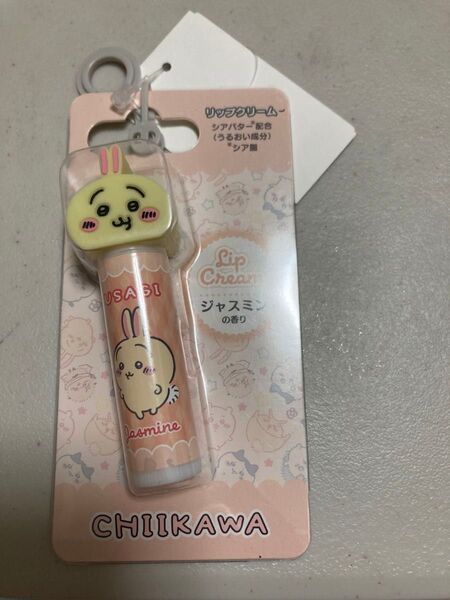 リップクリーム
シアバター*配合
(うるおい成分)
*シア脂
Lip
Cream
ジャスミン
の香り
USAGI
Jasmine
CHIIKAWA